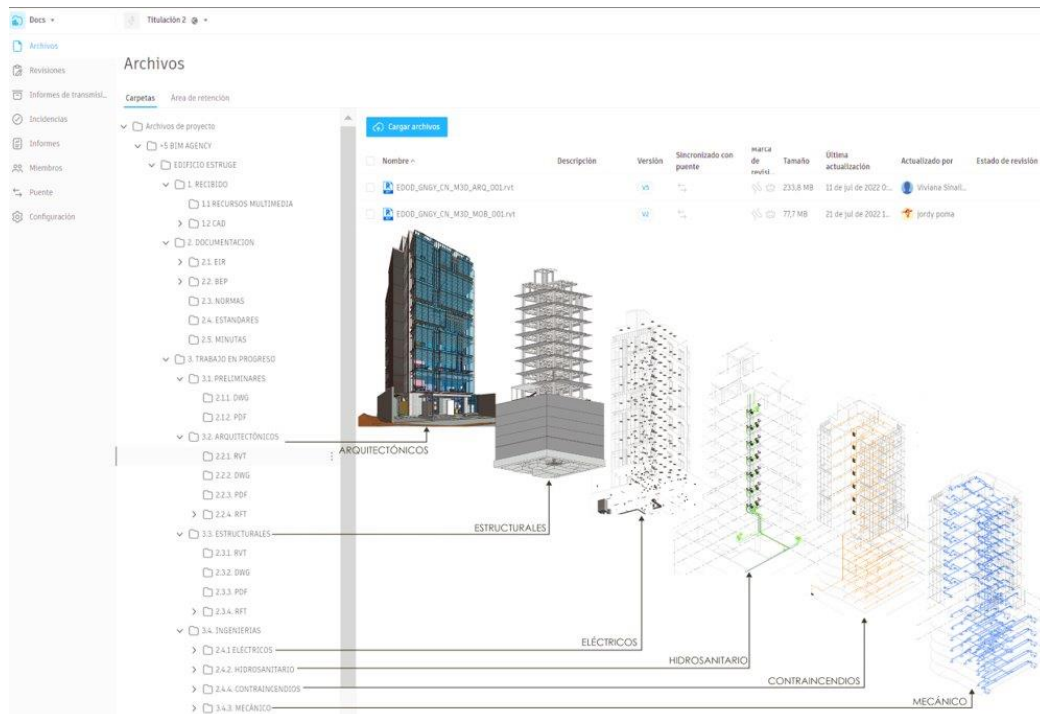 Docs
Titulación 2
Archivos
Revisiones
Informes de transmisi...
Incidencias
Informes
Miembros
Puente
Configuración
Archivos
Carpetas
Área de retención
Archivos de proyecto
+5 BIM AGENCY
EDIFICIO ESTRUGE
1. RECIBIDO
1.1 RECURSOS MULTIMEDIA
1.2 CAD
2. DOCUMENTACION
2.1. EIR
2.2. BEP
2.3. NORMAS
2.4. ESTANDARES
2.5. MINUTAS
3. TRABAJO EN PROGRESO
3.1. PRELIMINARES
2.1.1. DWG
2.1.2. PDF
3.2. ARQUITECTÓNICOS
2.2.1. RVT
2.2.2. DWG
2.2.3. PDF
2.2.4. RFT
3.3. ESTRUCTURALES
2.3.1. RVT
2.3.2. DWG
2.3.3. PDF
2.3.4. RFT
3.4. INGENIERIAS
2.4.1 ELÉCTRICOS
2.4.2. HIDROSANITARIO
2.4.4. CONTRAINCENDIOS
3.4.3. MECÁNICO
Cargar archivos
Nombre
Descripción
Versión
Sincronizado con puente
Marca de revisi...
Tamaño
Última actualización
Actualizado por
Estado de revisión
EDOD_GNGY_CN_M3D_ARQ_001.rvt V5 233,8 MB 11 de jul de 2022 0:... Viviana Sinail...
EDOD_GNGY_CN_M3D_MOB_001.rvt V2 77,7 MB 21 de jul de 2022 1... jordy poma
ARQUITECTÓNICOS
ESTRUCTURALES
ELÉCTRICOS
HIDROSANITARIO
CONTRAINCENDIOS
MECÁNICO